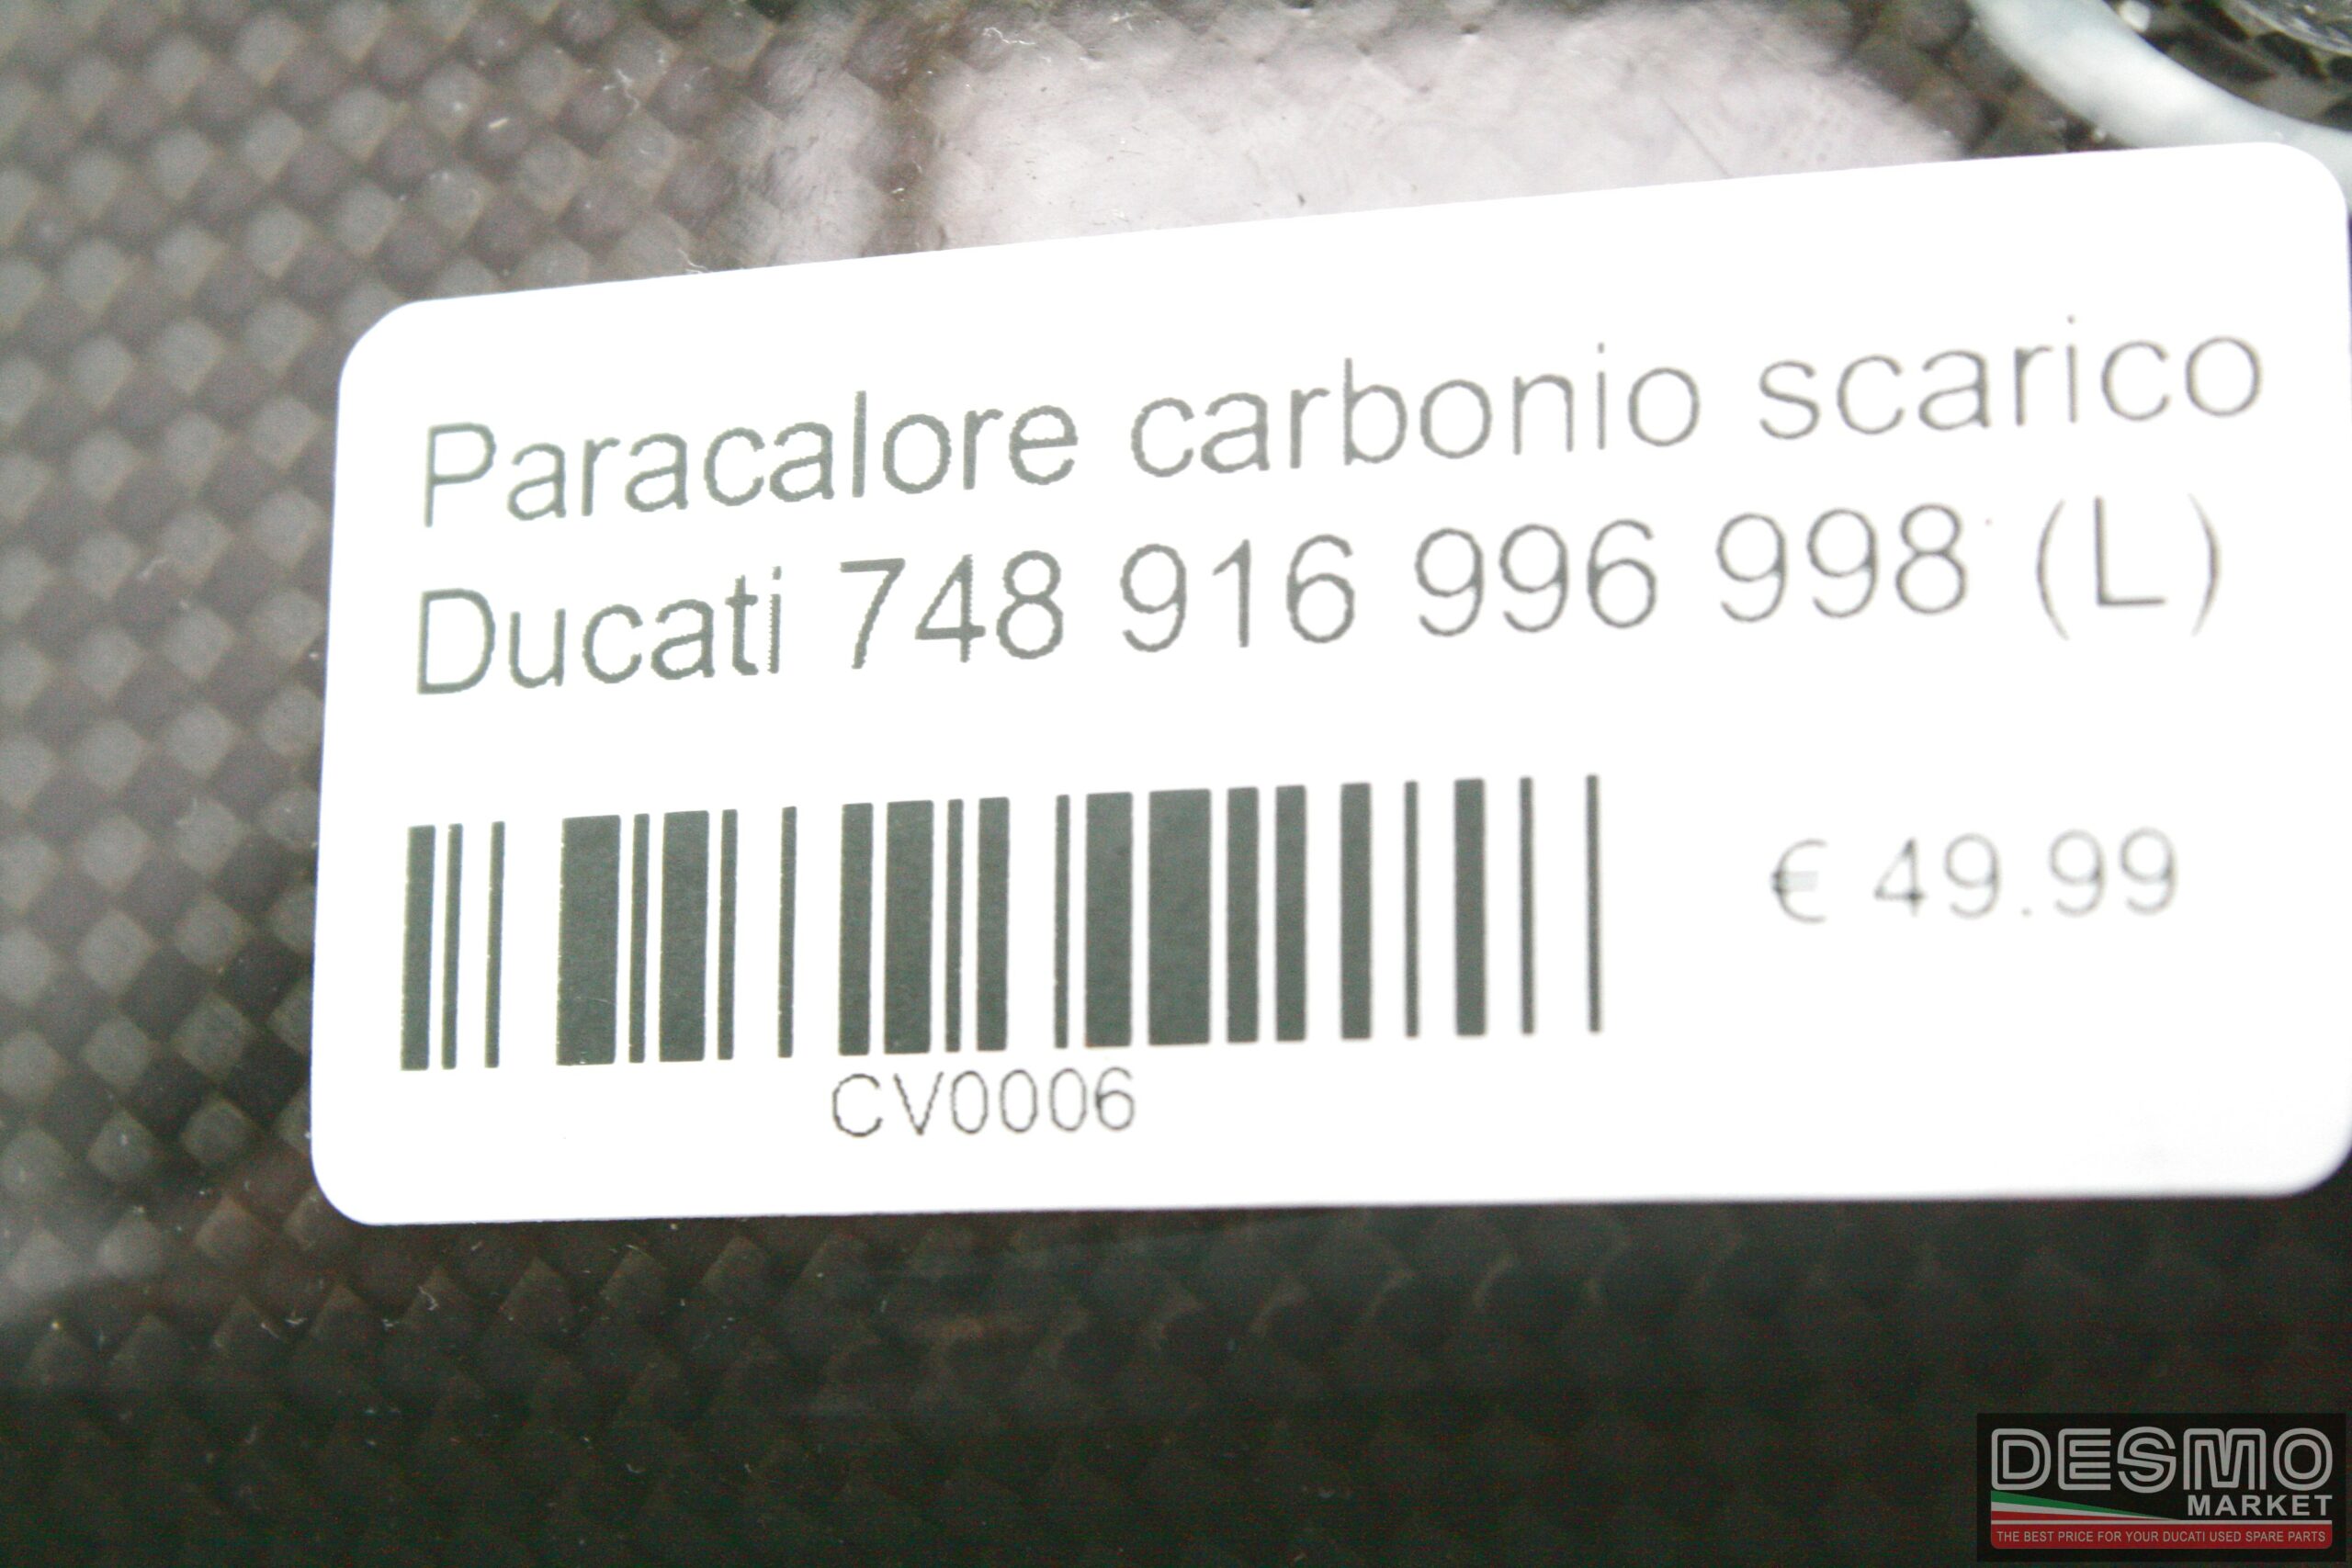 Paracalore carbonio scarico
Ducati 748 916 996 998 (L)
€ 49.99
CV0006
DESMO
MARKET
THE BEST PRICE FOR YOUR DUCATI USED SPARE PARTS